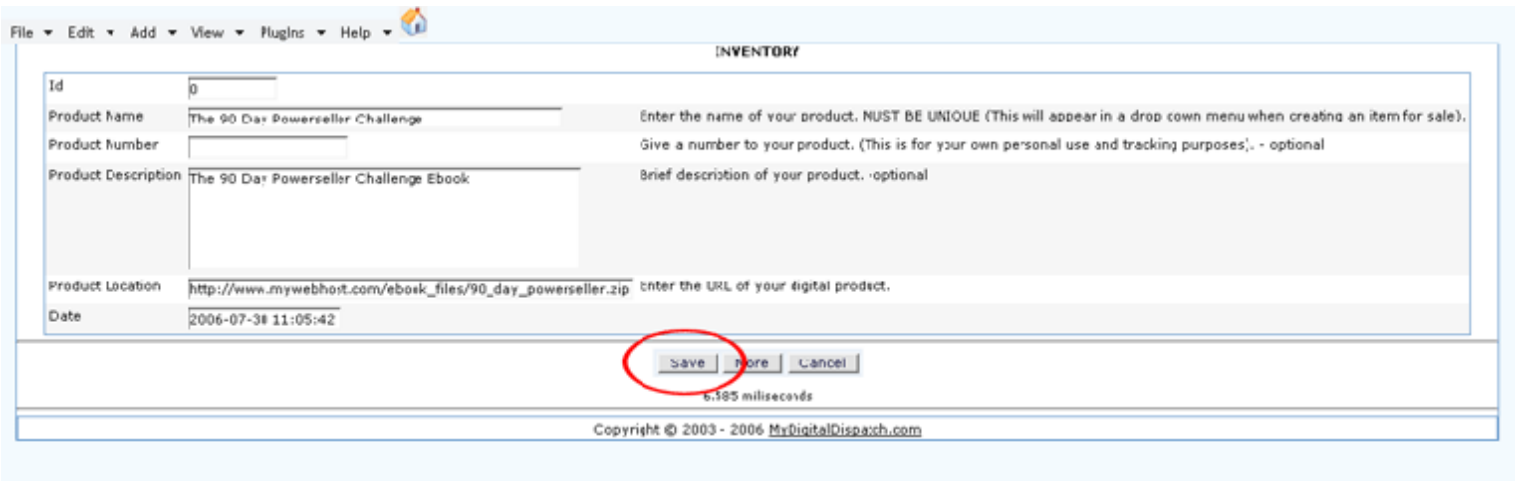 File Edit Add View PlugIns Help
INVENTORY
Id 0
Product Name The 90 Day Powerseller Challenge Enter the name of your product. MUST BE UNIQUE (This will appear in a drop down menu when creating an item for sale).
Product Number Give a number to your product. (This is for your own personal use and tracking purposes). - optional
Product Description The 90 Day Powerseller Challenge Ebook Brief description of your product. -optional
Product Location http://www.mywebhost.com/ebook_files/90_day_powerseller.zip Enter the URL of your digital product.
Date 2006-07-30 11:05:42
Save More Cancel
miliseconds
Copyright © 2003 - 2006 MyDigitalDispatch.com